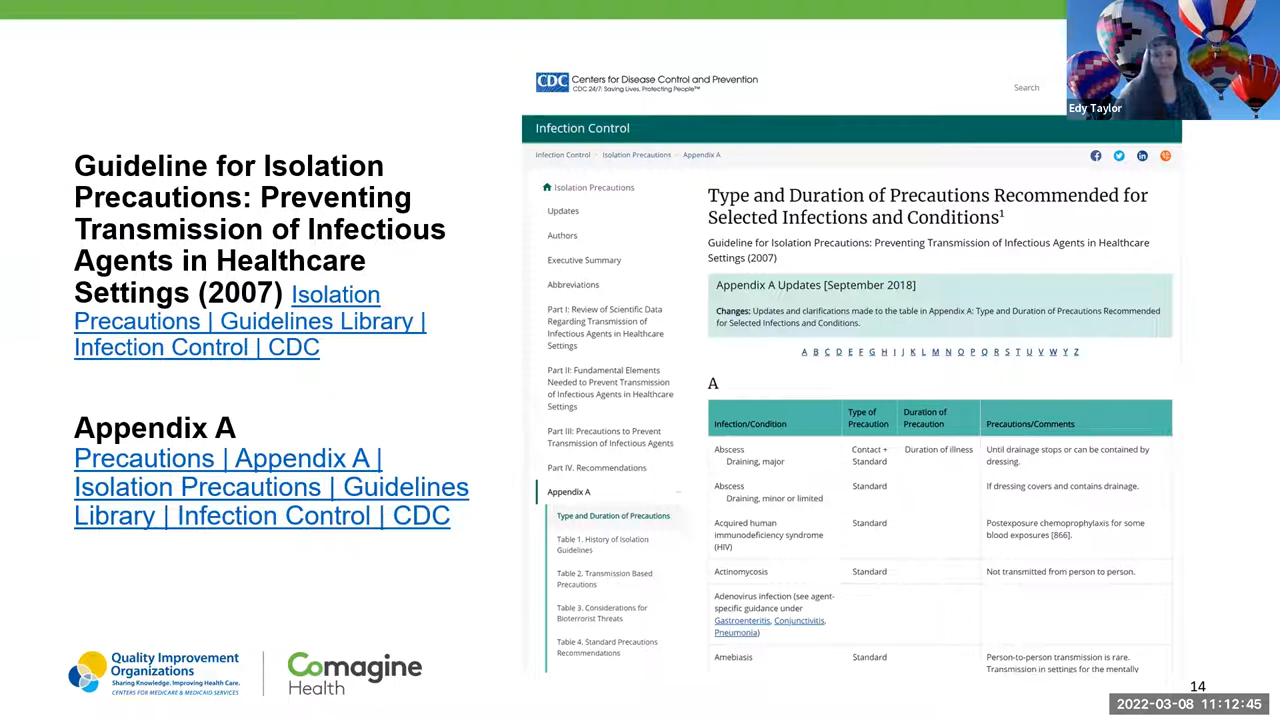 Edy Taylor
Guideline for Isolation
Precautions: Preventing
Transmission of Infectious
Agents in Healthcare
Settings (2007) Isolation
Precautions | Guidelines Library |
Infection Control | CDC
Appendix A
Precautions | Appendix A |
Isolation Precautions | Guidelines
Library | Infection Control | CDC
CDC Centers for Disease Control and Prevention
CDC 24/7: Saving Lives, Protecting People™
Search
Infection Control
Infection Control Isolation Precautions Appendix A
Isolation Precautions
Updates
Authors
Executive Summary
Abbreviations
Part I: Review of Scientific Data
Regarding Transmission of
Infectious Agents in Healthcare
Settings
Part II: Fundamental Elements
Needed to Prevent Transmission
of Infectious Agents in Healthcare
Settings
Part III: Precautions to Prevent
Transmission of Infectious Agents
Part IV. Recommendations
Appendix A
Type and Duration of Precautions
Table 1. History of Isolation
Guidelines
Table 2. Transmission Based
Precautions
Table 3. Considerations for
Bioterrorist Threats
Table 4. Standard Precautions
Recommendations
Type and Duration of Precautions Recommended for
Selected Infections and Conditions¹
Guideline for Isolation Precautions: Preventing Transmission of Infectious Agents in Healthcare
Settings (2007)
Appendix A Updates [September 2018]
Changes: Updates and clarifications made to the table in Appendix A: Type and Duration of Precautions Recommended
for Selected Infections and Conditions.
A B C D E F G H I J K L M N O P Q R S T U V W Y Z
A
Infection/Condition Type of Precaution Duration of Precaution Precautions/Comments
Abscess Contact + Duration of illness Until drainage stops or can be contained by
Draining, major Standard dressing.
Abscess Standard If dressing covers and contains drainage.
Draining, minor or limited
Acquired human Standard Postexposure chemoprophylaxis for some
immunodeficiency syndrome blood exposures [866].
(HIV)
Actinomycosis Standard Not transmitted from person to person.
Adenovirus infection (see agent-
specific guidance under
Gastroenteritis, Conjunctivitis,
Pneumonia)
Amebiasis Standard Person-to-person transmission is rare.
Transmission in settings for the mentally
Quality Improvement
Organizations
Sharing Knowledge. Improving Health Care.
CENTERS FOR MEDICARE & MEDICAID SERVICES
Comagine
Health
14
2022-03-08 11:12:45